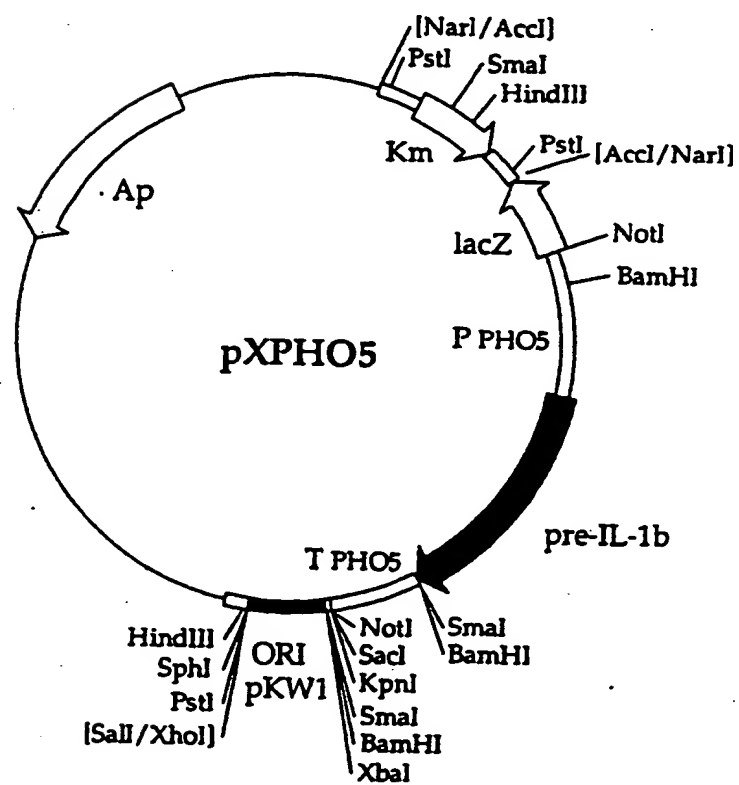 [NarI/AccI]
PstI
SmaI
HindIII
Km
PstI
[AccI/NarI]
Ap
lacZ
NotI
BamHI
P PHO5
pXPHO5
pre-IL-1b
T PHO5
HindIII
SphI
PstI
[SalI/XhoI]
ORI
pKW1
NotI
SacI
KpnI
SmaI
BamHI
XbaI
SmaI
BamHI